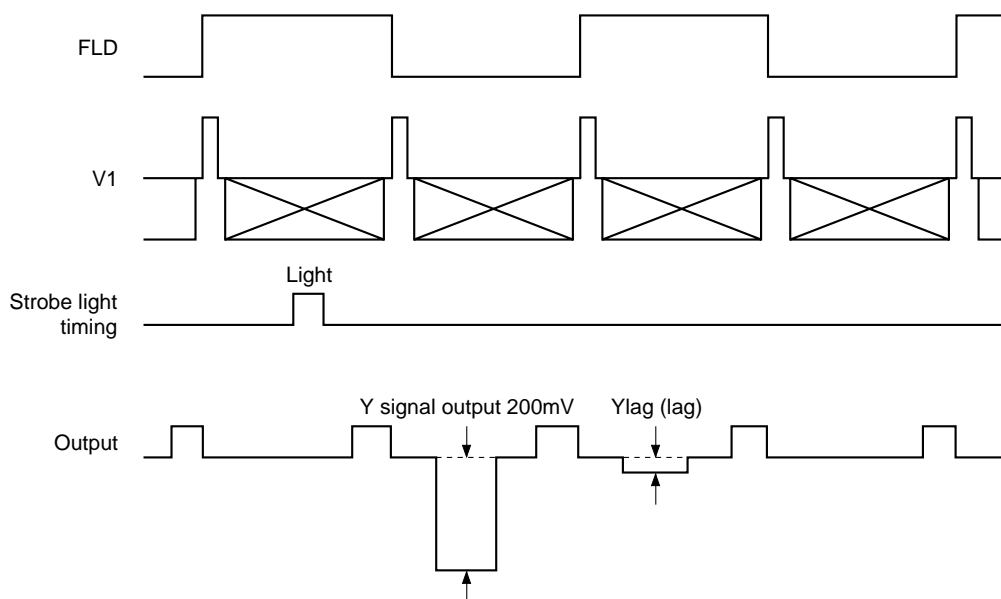 FLD
V1
Light
Strobe light
timing
Y signal output 200mV
Ylag (lag)
Output